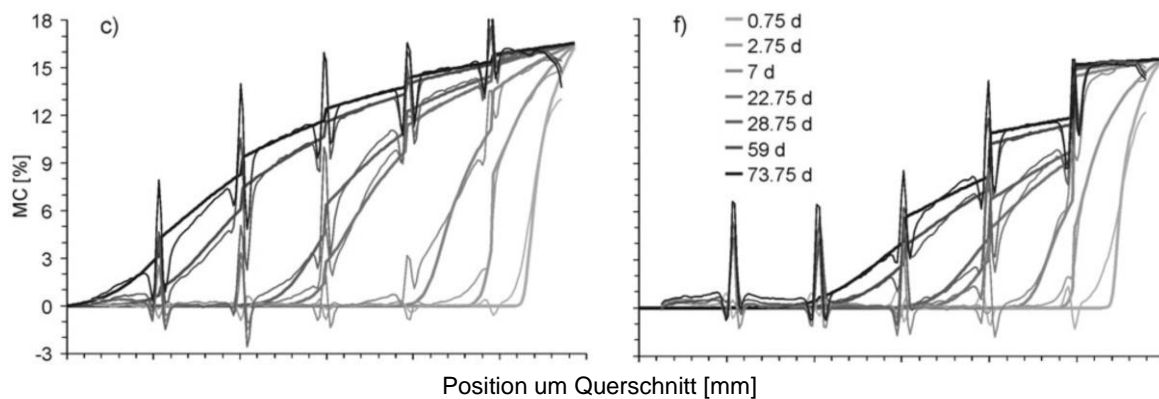 c)
f)
18
15
12
9
6
3
0
-3
MC [%]
0.75 d
2.75 d
7 d
22.75 d
28.75 d
59 d
73.75 d
Position um Querschnitt [mm]